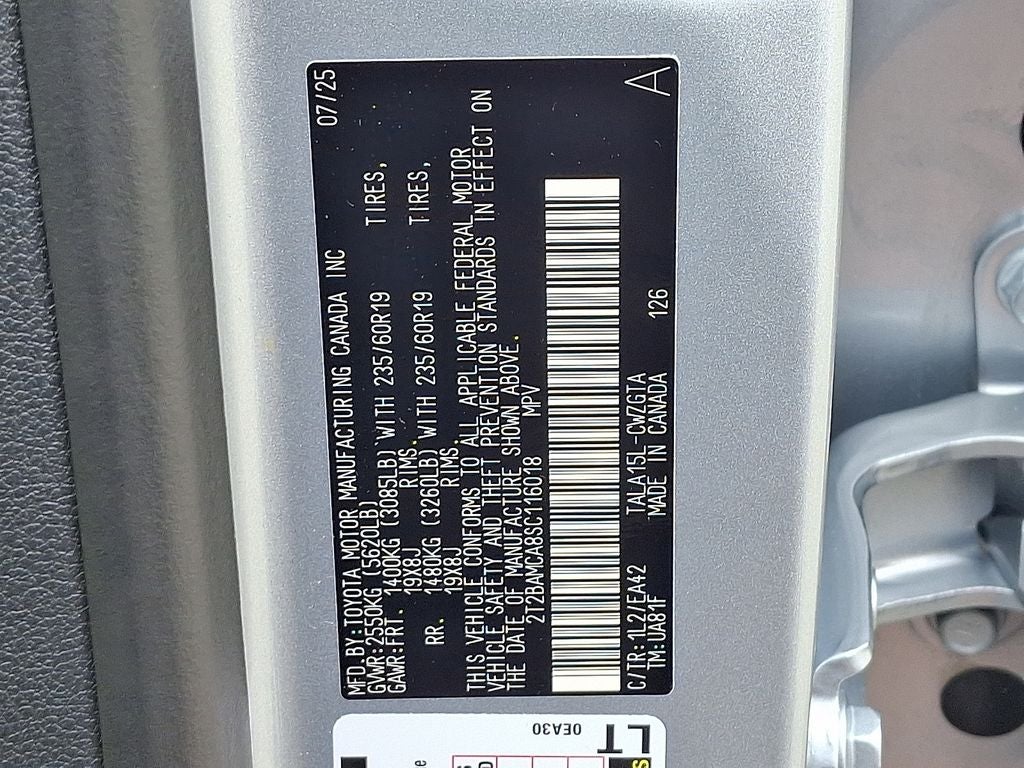 MFD.BY:TOYOTA MOTOR MANUFACTURING CANADA INC 07/25
GVWR:2550KG (5620LB)
GAWR:FRT. 1400KG (3085LB) WITH 235/60R19 TIRES,
19X8J RIMS.
RR. 1480KG (3260LB) WITH 235/60R19 TIRES,
19X8J RIMS.
THIS VEHICLE CONFORMS TO ALL APPLICABLE FEDERAL MOTOR
VEHICLE SAFETY AND THEFT PREVENTION STANDARDS IN EFFECT ON
THE DATE OF MANUFACTURE SHOWN ABOVE.
2T2BAMCA8SC116018 MPV
C/TR:1L2/EA42 TALA15L-CWZGTA 126
TM:UA81F MADE IN CANADA A
0EA30
LT